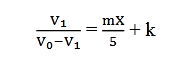 V₁/(V₀−V₁) = mX/5 + k